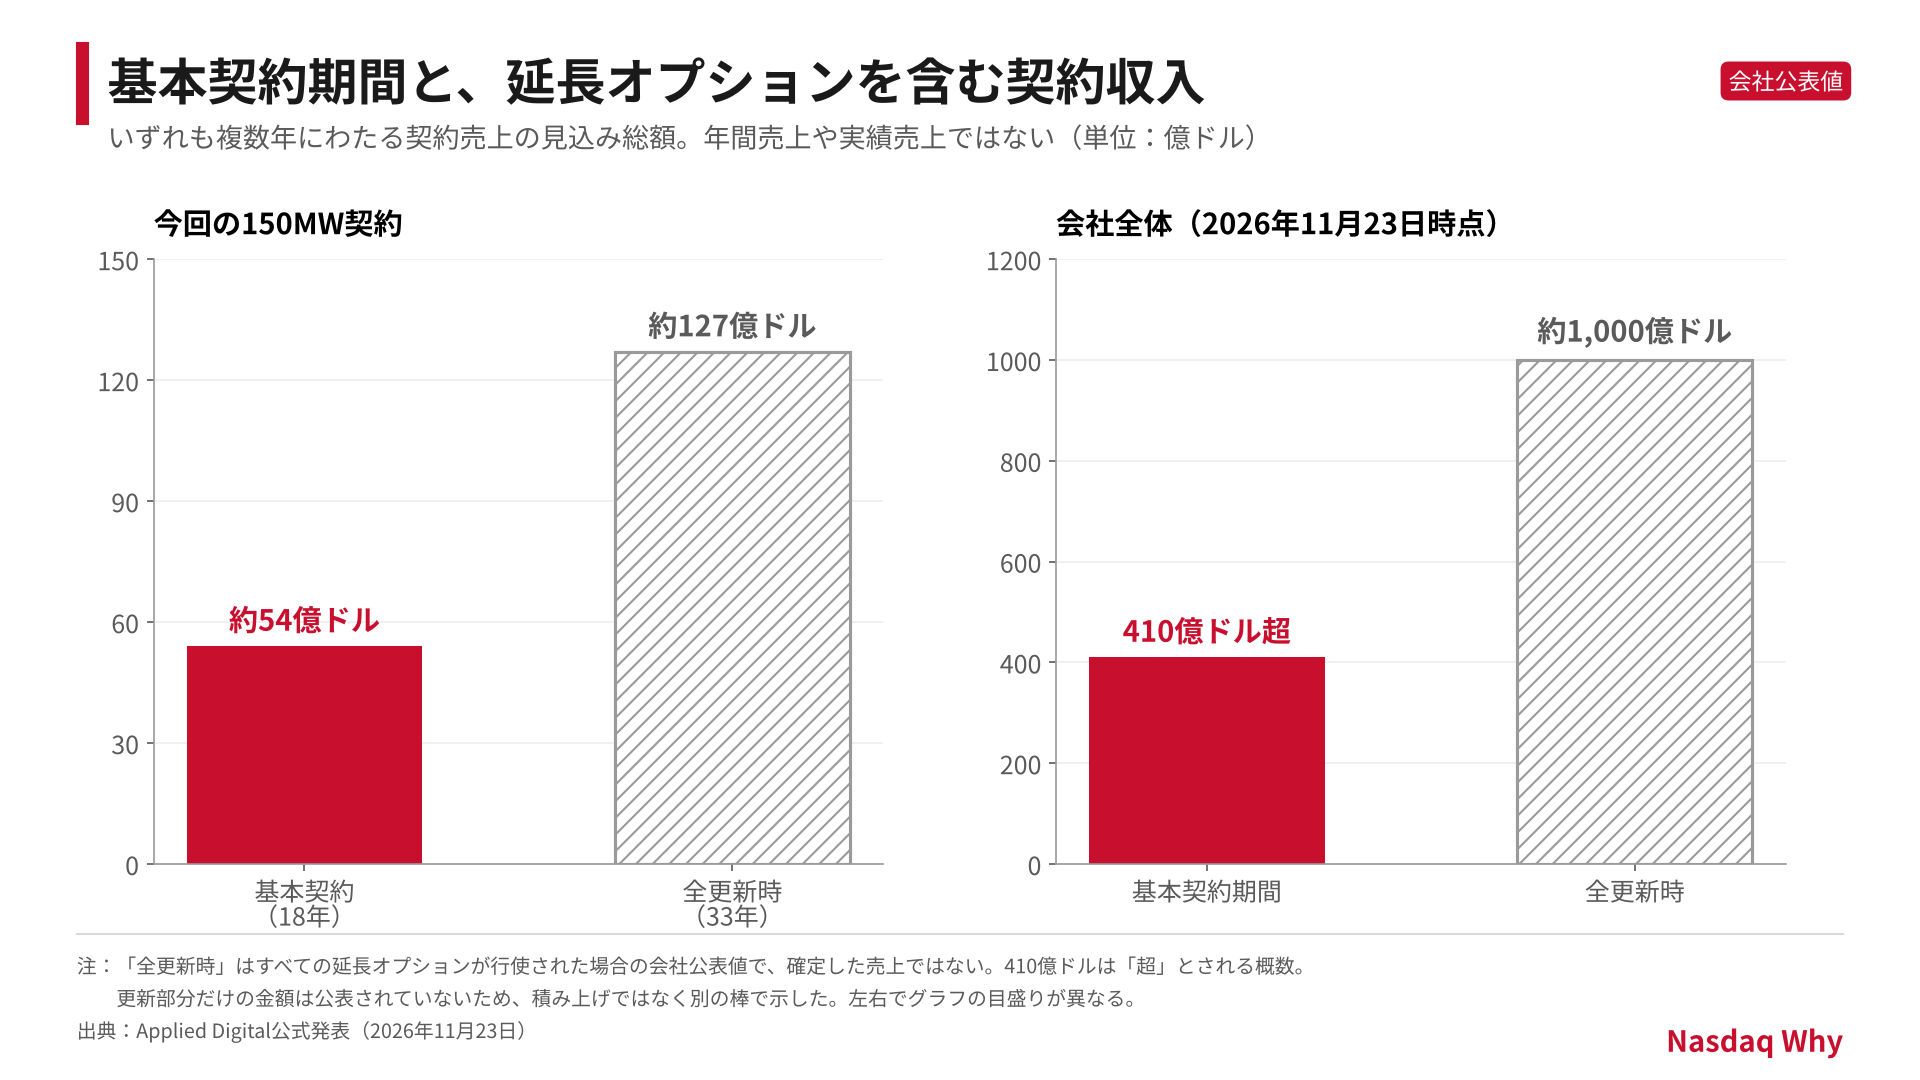 基本契約期間と、延長オプションを含む契約収入
会社公表値
いずれも複数年にわたる契約売上の見込み総額。年間売上や実績売上ではない（単位：億ドル）
今回の150MW契約
150
120
90
60
30
0
約54億ドル
約127億ドル
基本契約
（18年）
全更新時
（33年）
会社全体（2026年11月23日時点）
1200
1000
800
600
400
200
0
410億ドル超
約1,000億ドル
基本契約期間
全更新時
注：「全更新時」はすべての延長オプションが行使された場合の会社公表値で、確定した売上ではない。410億ドルは「超」とされる概数。
更新部分だけの金額は公表されていないため、積み上げではなく別の棒で示した。左右でグラフの目盛りが異なる。
出典：Applied Digital公式発表（2026年11月23日）
Nasdaq Why